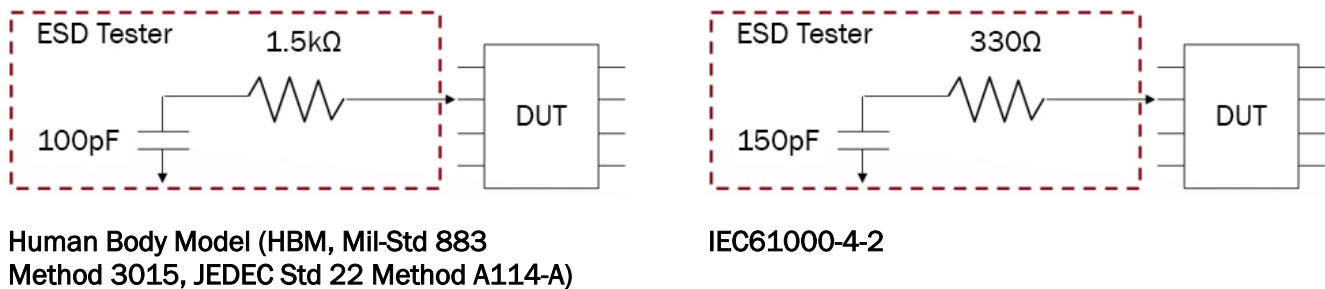 ESD Tester
1.5kΩ
100pF
DUT
Human Body Model (HBM, Mil-Std 883
Method 3015, JEDEC Std 22 Method A114-A)
ESD Tester
330Ω
150pF
DUT
IEC61000-4-2